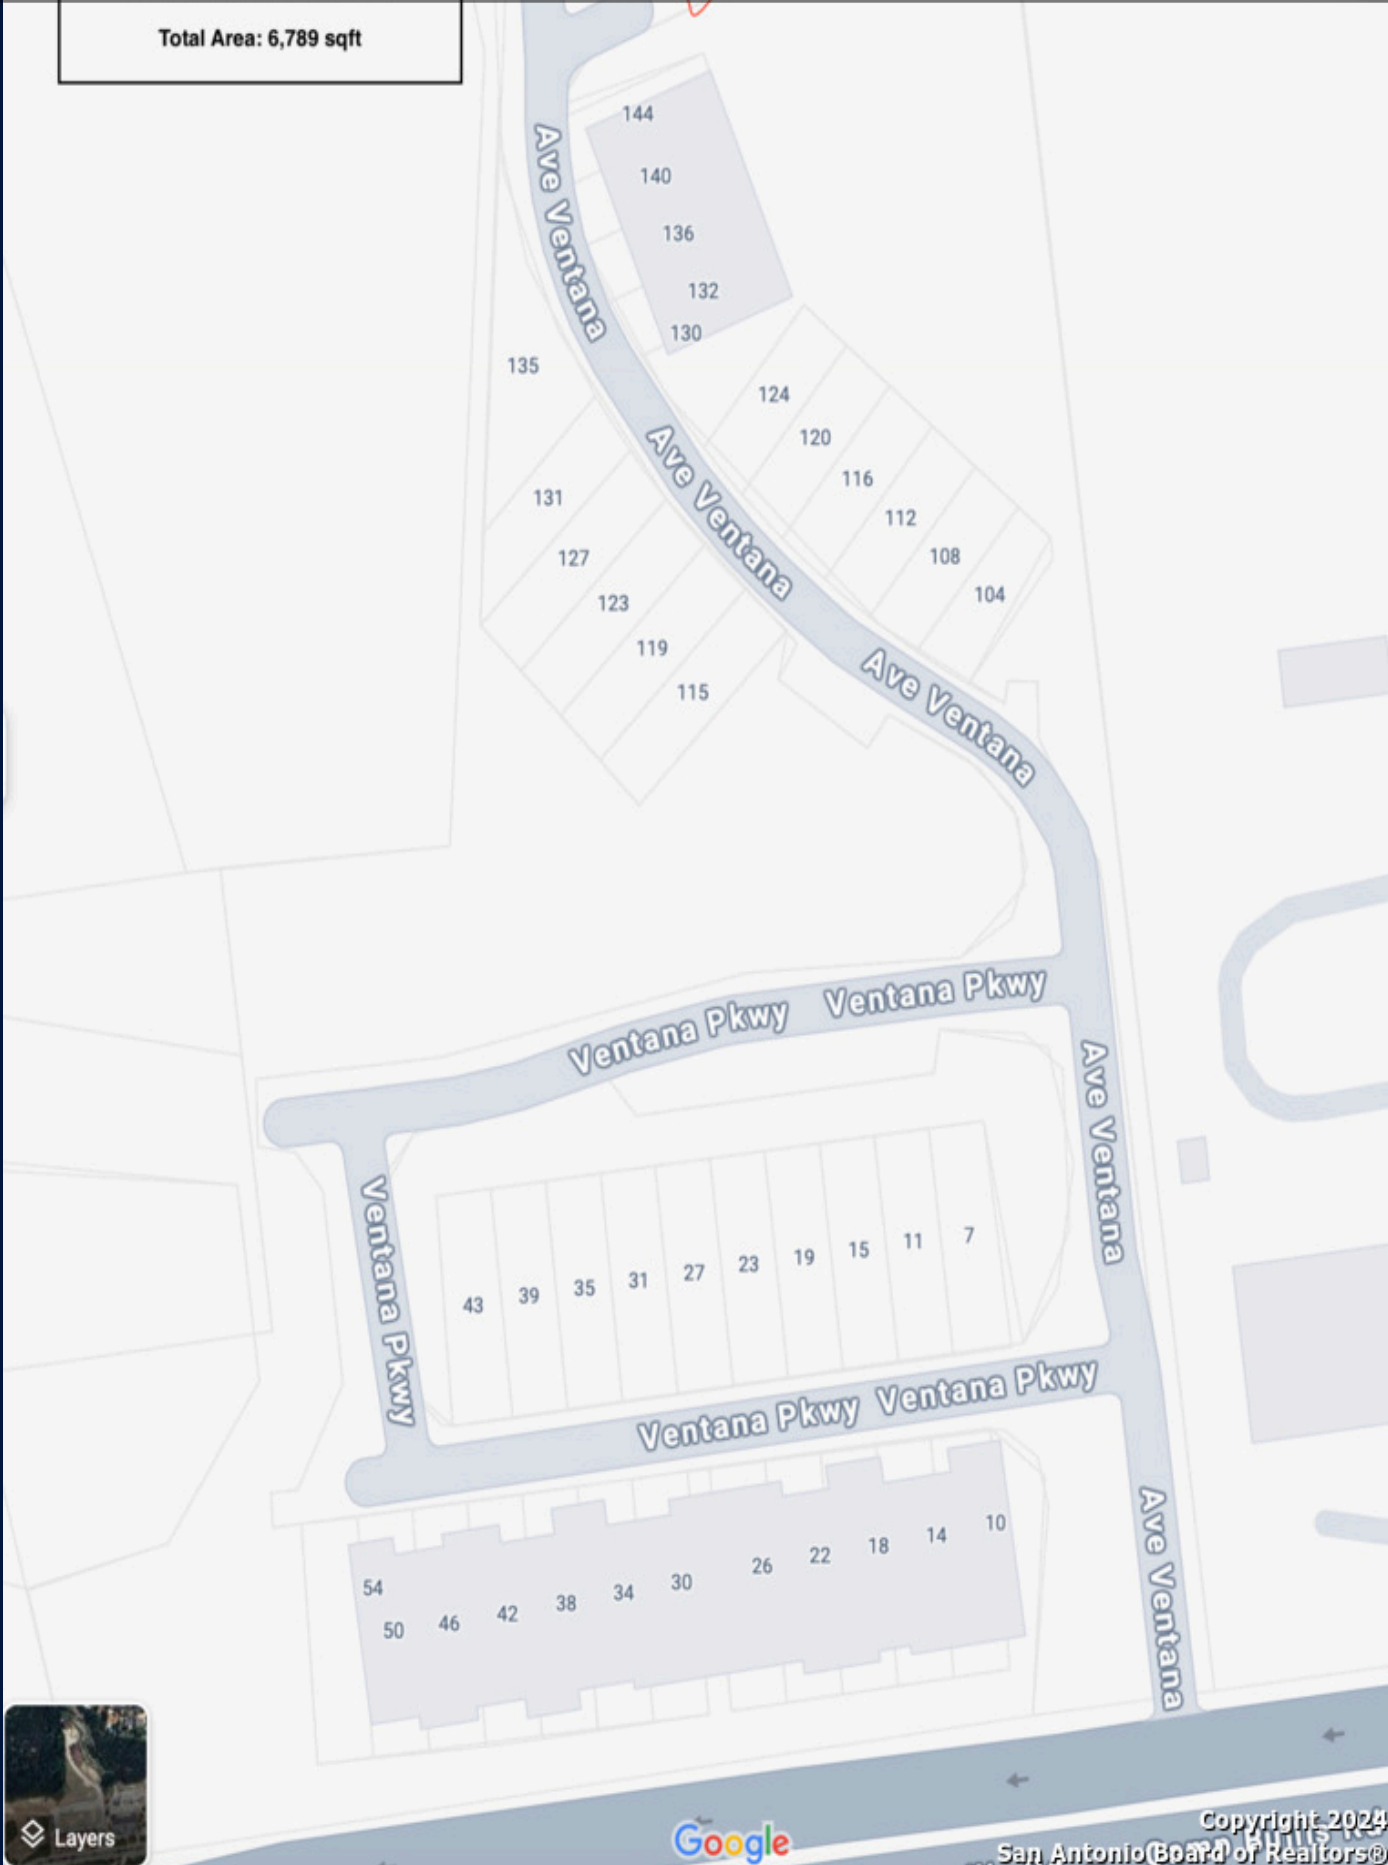 Total Area: 6,789 sqft
144
Ave Ventana
140
136
132
130
135
124
Ave Ventana
120
116
131
112
127
108
123
104
119
Ave Ventana
115
Ventana Pkwy
Ventana Pkwy
Ave Ventana
Ventana Pkwy
43
39
35
31
27
23
19
15
11
7
Ventana Pkwy
Ventana Pkwy
Ave Ventana
54
50
46
42
38
34
30
26
22
18
14
10
Layers
Google
Copyright 2024
San Antonio Board of Realtors®